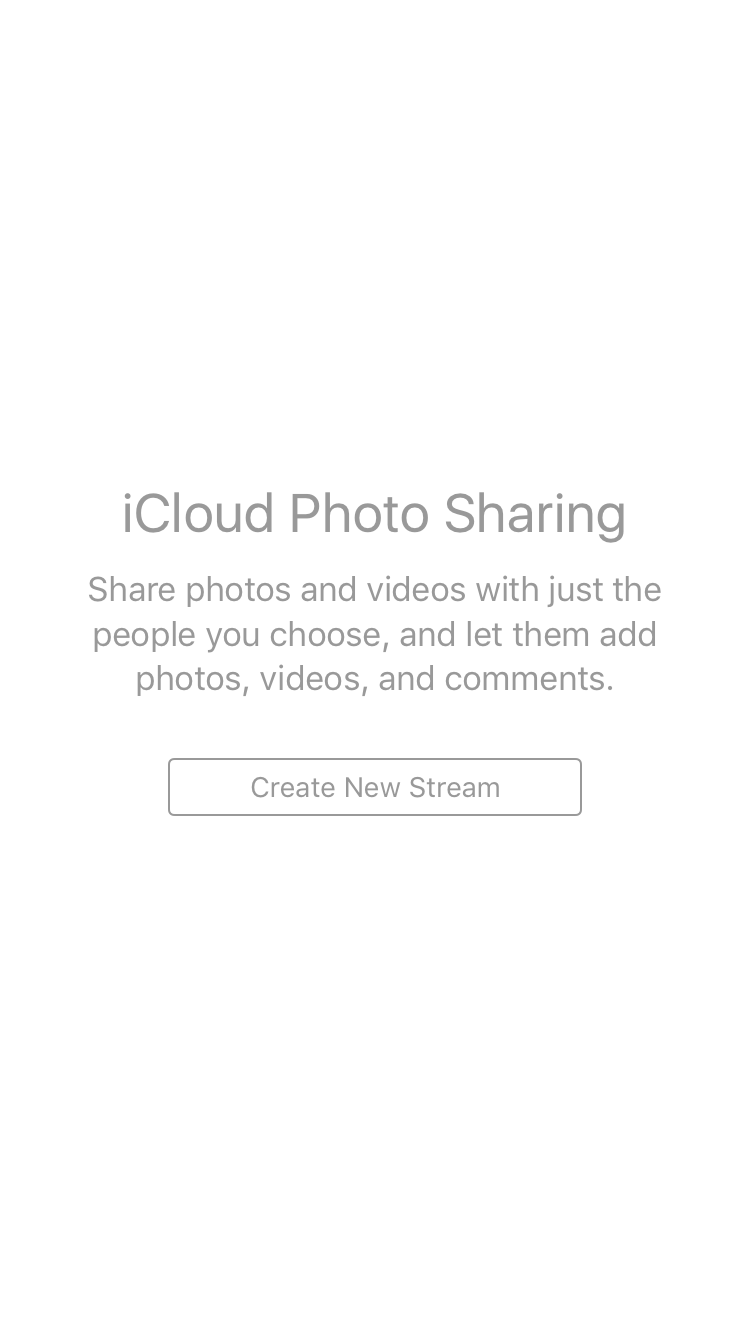 iCloud Photo Sharing
Share photos and videos with just the
people you choose, and let them add
photos, videos, and comments.
Create New Stream